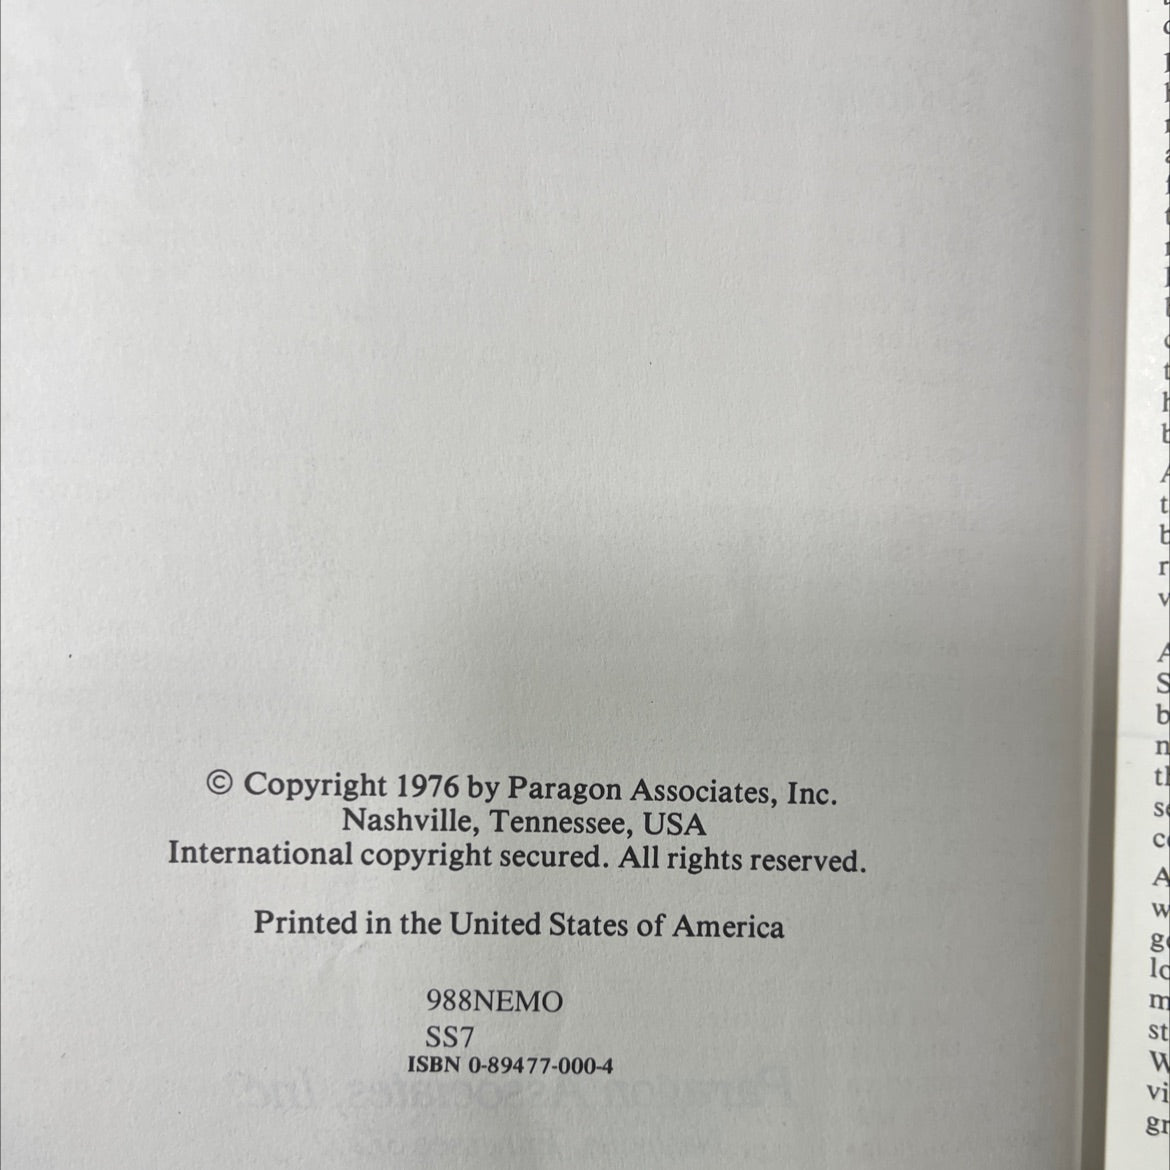 © Copyright 1976 by Paragon Associates, Inc.
Nashville, Tennessee, USA
International copyright secured. All rights reserved.
Printed in the United States of America
988NEMO
SS7
ISBN 0-89477-000-4